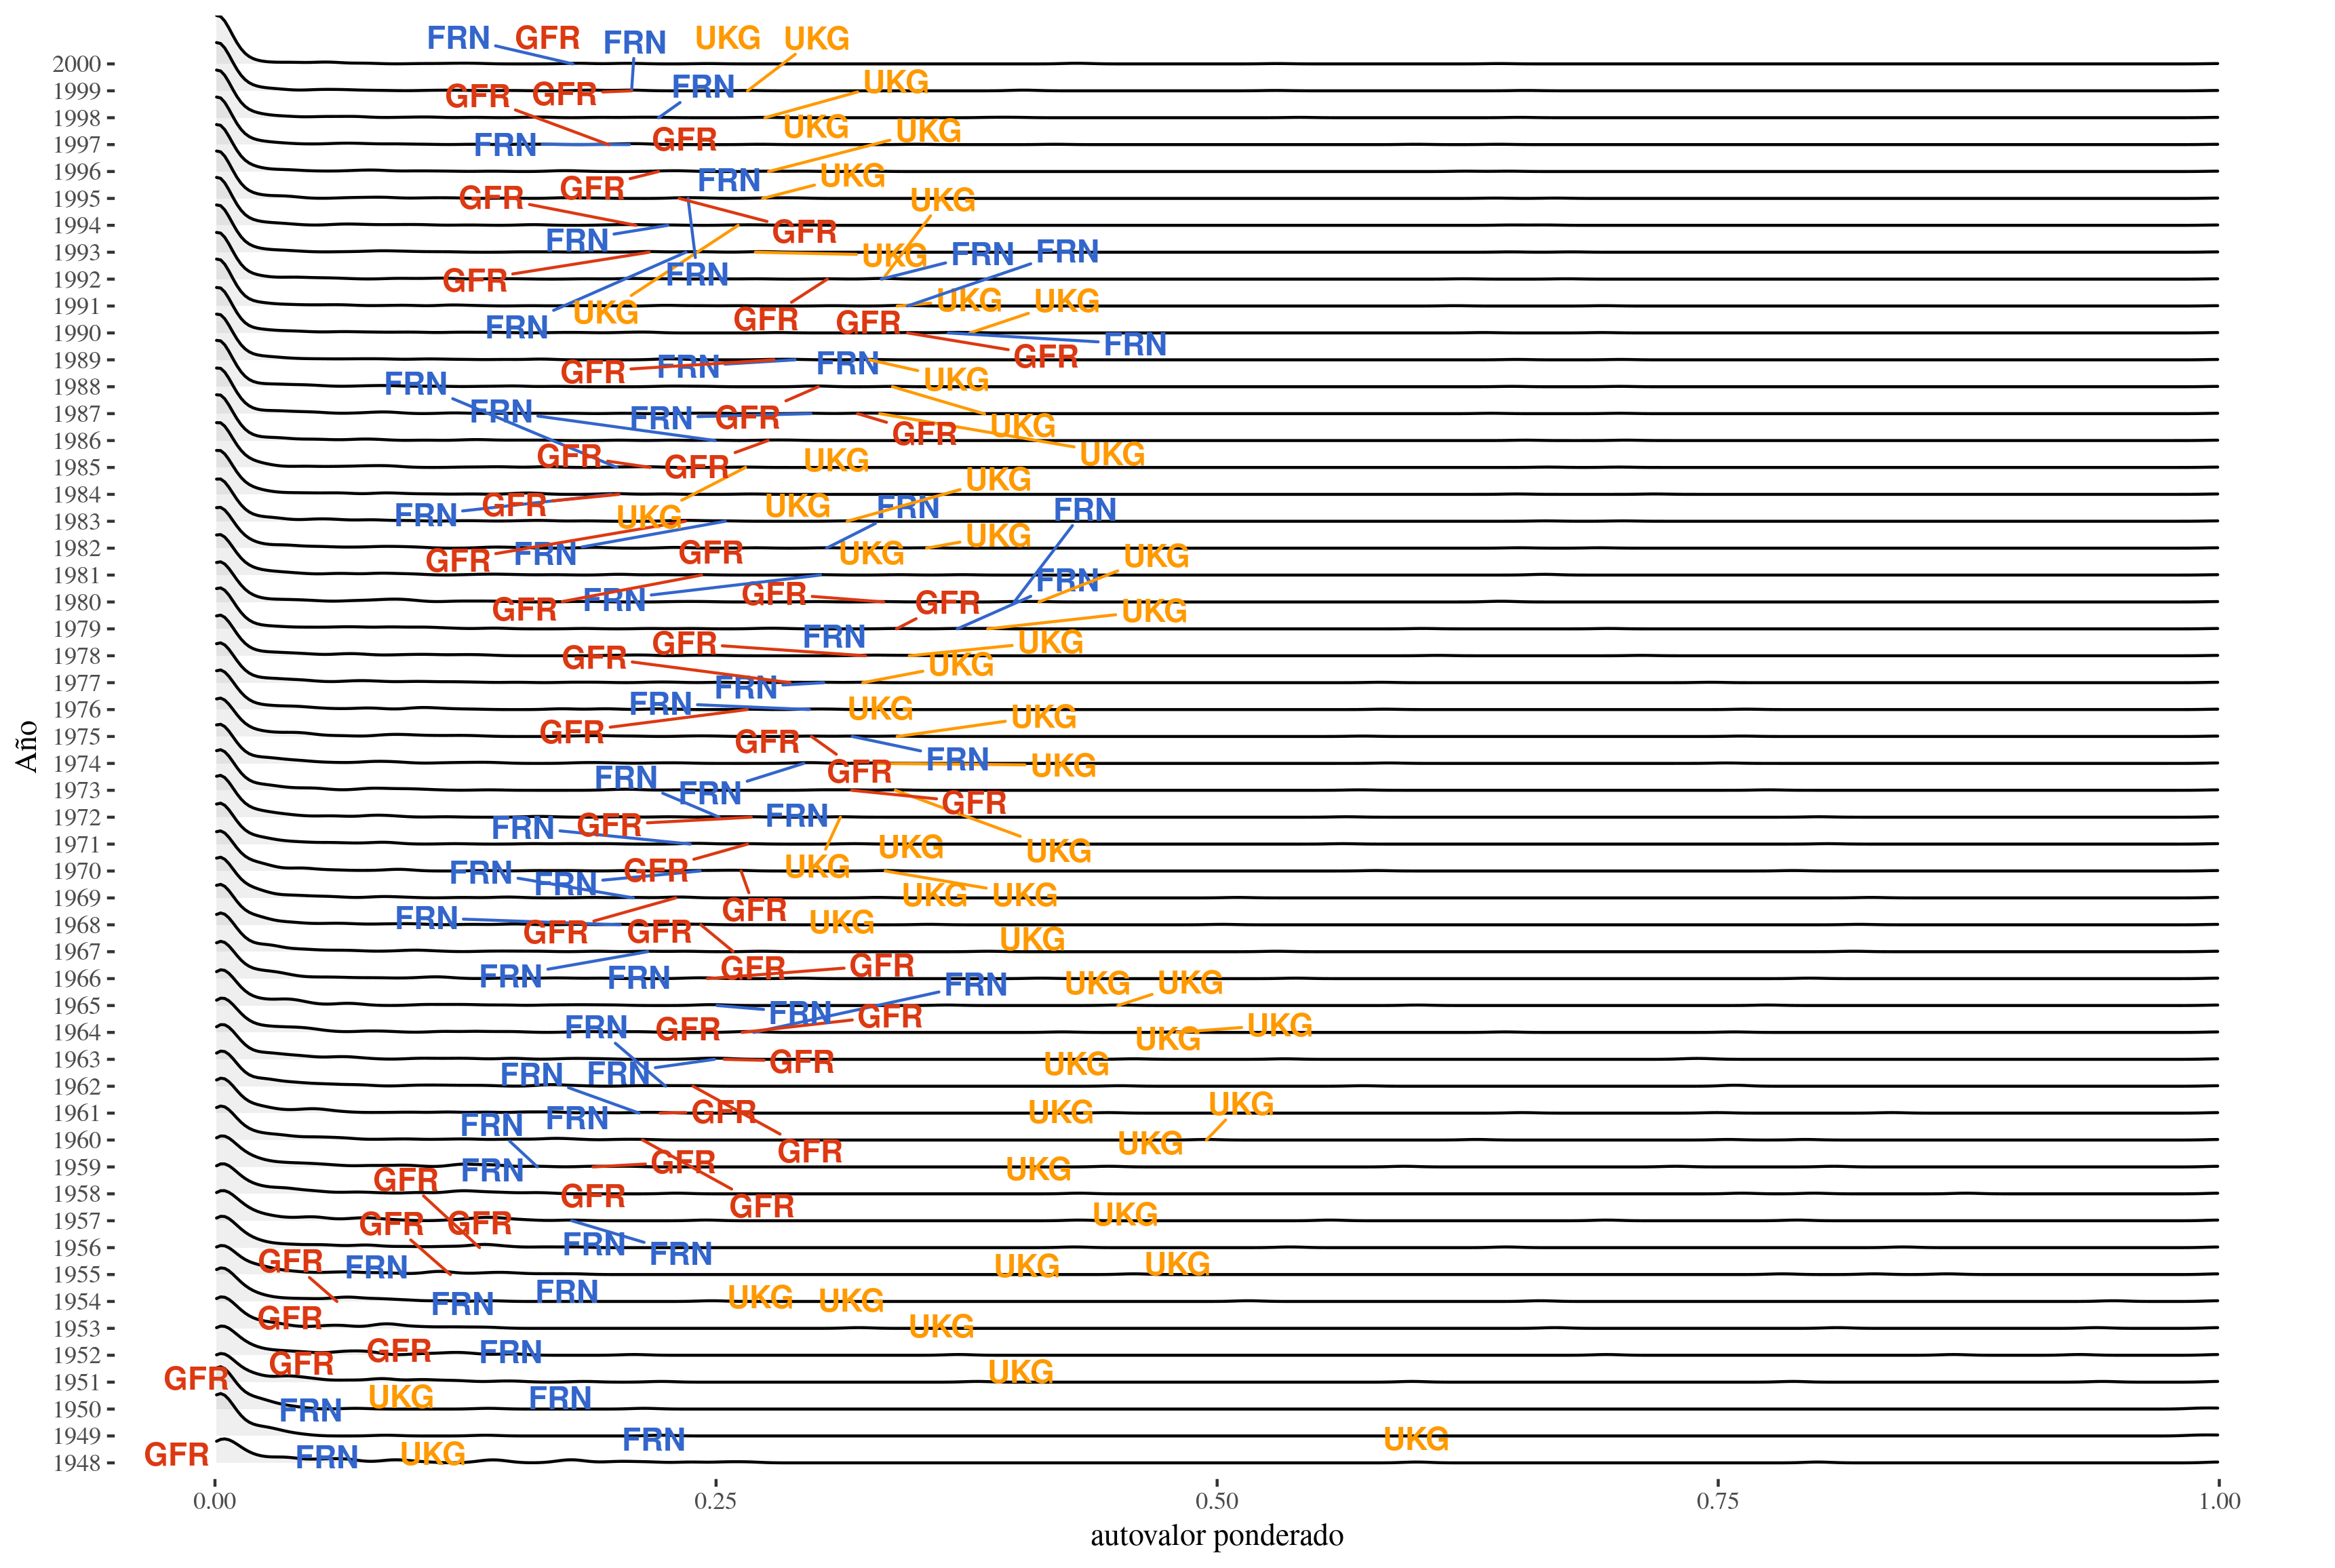 FRN GFR FRN UKG UKG
2000
FRN UKG
1999 GFR GFR
1998
UKG UKG
1997 FRN GFR
1996
GFR FRN UKG
1995 GFR UKG
1994 FRN GFR
1993 UKG FRN FRN
1992 GFR FRN
1991 UKG UKG UKG
1990 FRN GFR GFR FRN
1989 GFR FRN FRN GFR
1988 FRN UKG
1987 FRN FRN GFR UKG
1986 GFR UKG
1985 GFR GFR UKG
1984 GFR UKG UKG FRN FRN
1983 FRN UKG
1982 GFR FRN GFR UKG UKG UKG
1981 FRN
1980 GFR FRN GFR GFR
1979 FRN UKG
1978 GFR UKG
1977 GFR FRN UKG
1976 FRN UKG UKG
1975 GFR GFR
1974 FRN GFR FRN UKG
1973 FRN GFR
1972 FRN GFR FRN
1971 UKG UKG
1970 FRN GFR UKG
1969 FRN UKG UKG
1968 FRN GFR GFR GFR UKG
1967 UKG
1966 FRN FRN GFR GFR FRN UKG UKG
1965 FRN
1964 FRN GFR GFR UKG UKG
1963 GFR UKG
1962 FRN FRN
1961 FRN GFR UKG UKG
1960 FRN GFR UKG
1959 FRN GFR UKG
1958 GFR GFR GFR
1957 GFR GFR UKG
1956 FRN FRN
1955 GFR FRN UKG UKG
1954 FRN FRN UKG UKG
1953 GFR UKG
1952 GFR FRN
1951 GFR GFR UKG
1950 FRN UKG FRN
1949 FRN UKG
1948 GFR FRN UKG
Año
0.00 0.25 0.50 0.75 1.00
autovalor ponderado